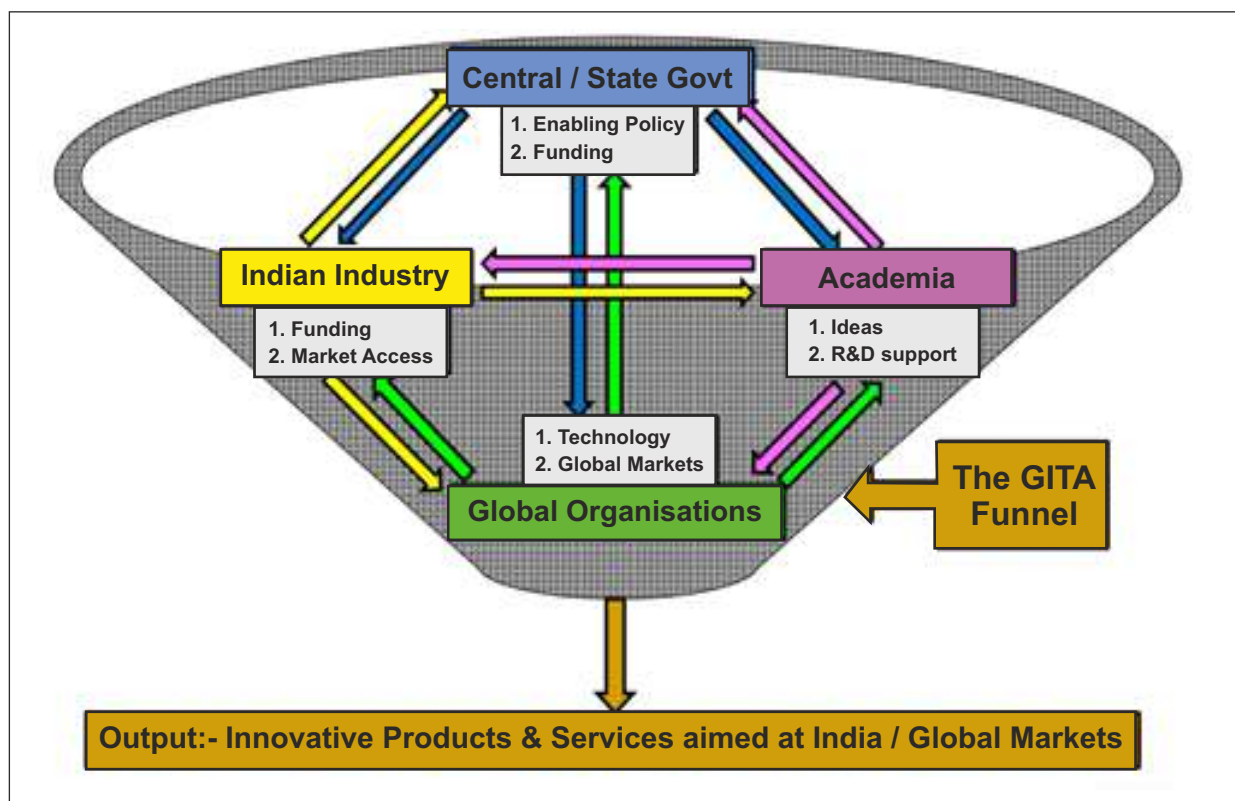 Central / State Govt
1. Enabling Policy
2. Funding
Indian Industry
1. Funding
2. Market Access
Academia
1. Ideas
2. R&D support
1. Technology
2. Global Markets
Global Organisations
The GITA
Funnel
Output:- Innovative Products & Services aimed at India / Global Markets